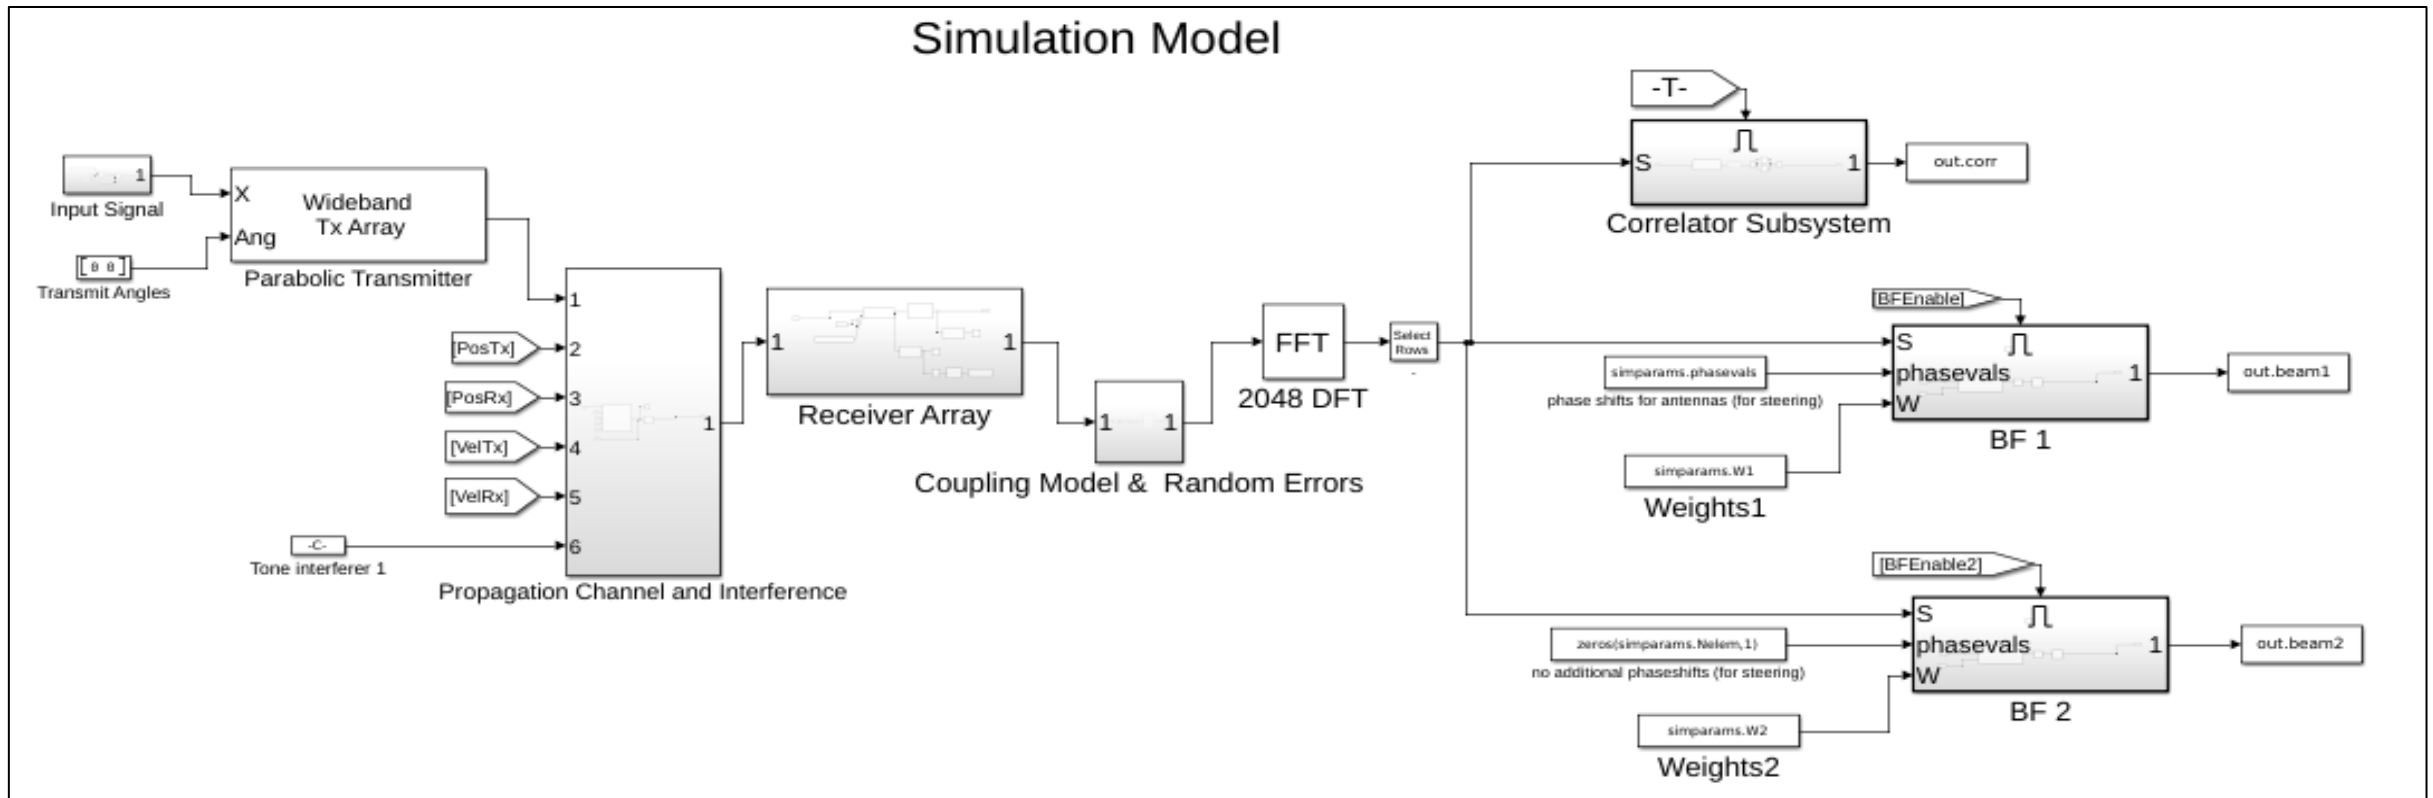 Simulation Model
-T-
S
1
out.corr
Correlator Subsystem
1
Input Signal
X
Ang
Wideband
Tx Array
Parabolic Transmitter
[0 0]
Transmit Angles
1
[PosTx]
2
[PosRx]
3
[VelTx]
4
[VelRx]
5
-C-
6
Tone interferer 1
1
Propagation Channel and Interference
1
1
Receiver Array
1
1
Coupling Model &  Random Errors
FFT
2048 DFT
Select
Rows
-
[BFEnable]
S
phasevals
W
1
BF 1
out.beam1
simparams.phasevals
phase shifts for antennas (for steering)
simparams.W1
Weights1
[BFEnable2]
S
phasevals
W
1
BF 2
out.beam2
zeros(simparams.Nelem,1)
no additional phaseshifts (for steering)
simparams.W2
Weights2